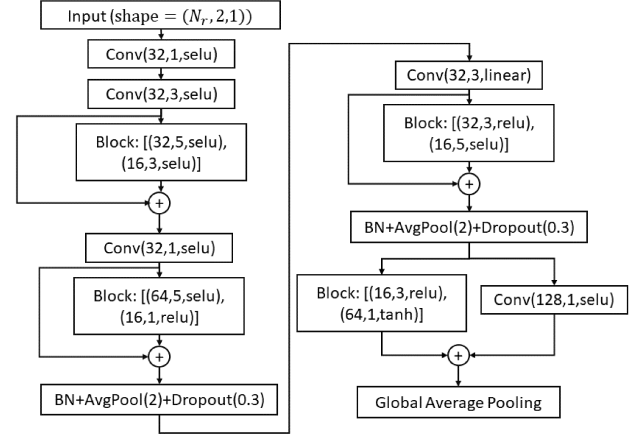 Input (shape = (N_r, 2,1))
Conv(32,1,selu)
Conv(32,3,selu)
Block: [(32,5,selu),
(16,3,selu)]
+
Conv(32,1,selu)
Block: [(64,5,selu),
(16,1,relu)]
+
BN+AvgPool(2)+Dropout(0.3)
Conv(32,3,linear)
Block: [(32,3,relu),
(16,5,selu)]
+
BN+AvgPool(2)+Dropout(0.3)
Block: [(16,3,relu),
(64,1,tanh)]
Conv(128,1,selu)
+
Global Average Pooling